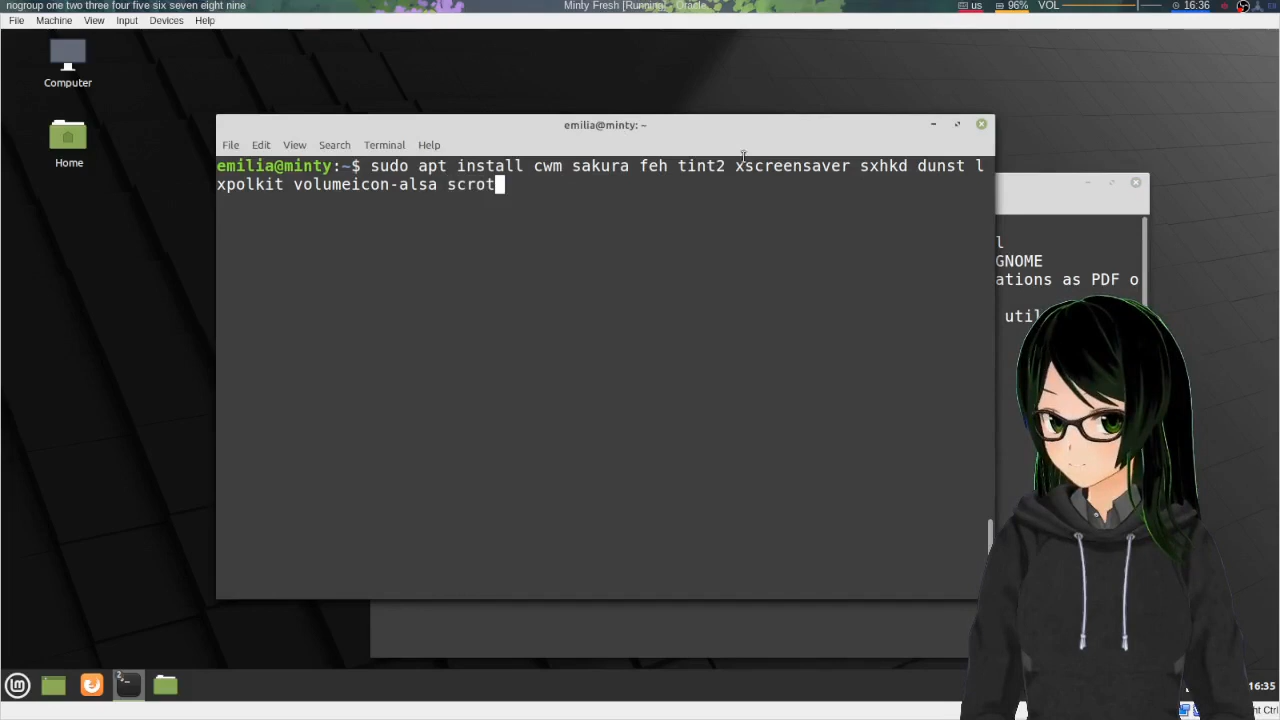 nogroup one two three four five six seven eight nine
Minty Fresh [Running] - Oracle
us
96%
VOL
16:36
File Machine View Input Devices Help
Computer
Home
emilia@minty: ~
File Edit View Search Terminal Help
emilia@minty:~$ sudo apt install cwm sakura feh tint2 xscreensaver sxhkd dunst l
xpolkit volumeicon-alsa scrot
l
GNOME
ations as PDF o
util
16:35
ht Ctrl